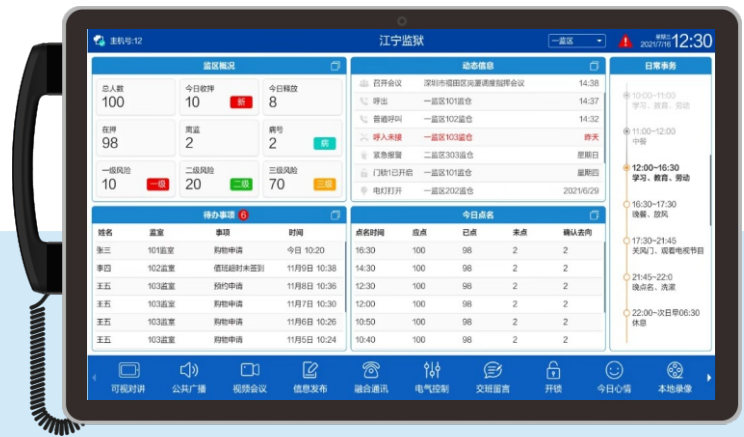 主机号:12
江宁监狱
一监区
星期三
2021/7/16
12:30
监区概况
总人数
100
今日收押
10
新
今日释放
8
在押
98
离监
2
病号
2
病
一级风险
10
一级
二级风险
20
二级
三级风险
70
三级
动态信息
召开会议 深圳市福田区岗厦调度指挥会议 14:38
呼出 一监区101监仓 14:37
普通呼叫 一监区102监仓 14:32
呼入未接 一监区103监仓 昨天
紧急报警 二监区303监仓 星期日
门锁1已开启 一监区101监仓 星期四
电灯打开 一监区202监仓 2021/6/29
日常事务
10:00~11:00
学习、教育、劳动
11:00~12:00
中餐
12:00~16:30
学习、教育、劳动
16:30~17:30
晚餐、放风
17:30~21:45
关风门、观看电视节目
21:45~22:0
晚点名、洗漱
22:00~次日早06:30
休息
待办事项 6
姓名 监室 事项 时间
张三 101监室 购物申请 今日 10:20
李四 102监室 值班超时未签到 11月9日 10:38
王五 103监室 预约申请 11月8日 10:36
王五 103监室 购物申请 11月7日 10:30
王五 103监室 购物申请 11月6日 10:26
王五 103监室 购物申请 11月5日 10:24
今日点名
点名时间 应点 已点 未点 确认去向
16:30 100 98 2 2
14:30 100 98 2 2
12:30 100 98 2 2
12:00 100 98 2 2
10:50 100 98 2 2
10:40 100 98 2 2
可视对讲 公共广播 视频会议 信息发布 融合通讯 电气控制 交班留言 开锁 今日心情 本地录像